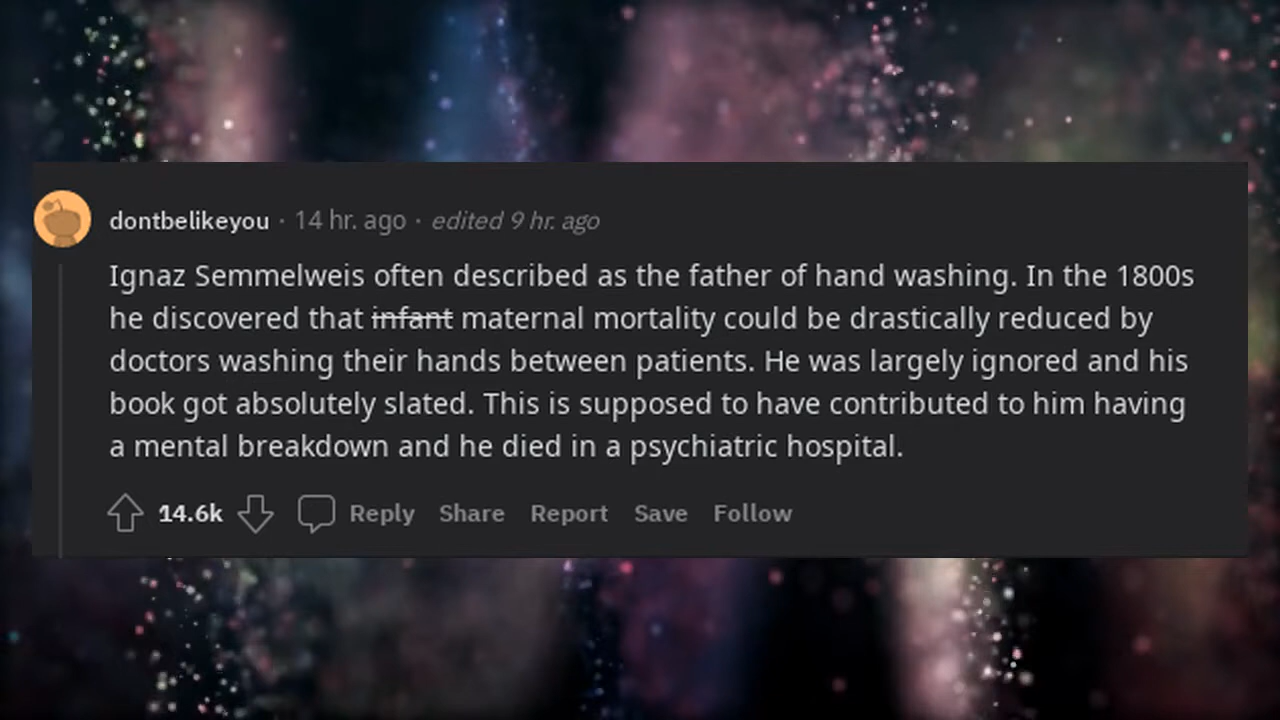 dontbelikeyou · 14 hr. ago · edited 9 hr. ago
Ignaz Semmelweis often described as the father of hand washing. In the 1800s
he discovered that infant maternal mortality could be drastically reduced by
doctors washing their hands between patients. He was largely ignored and his
book got absolutely slated. This is supposed to have contributed to him having
a mental breakdown and he died in a psychiatric hospital.
14.6k Reply Share Report Save Follow